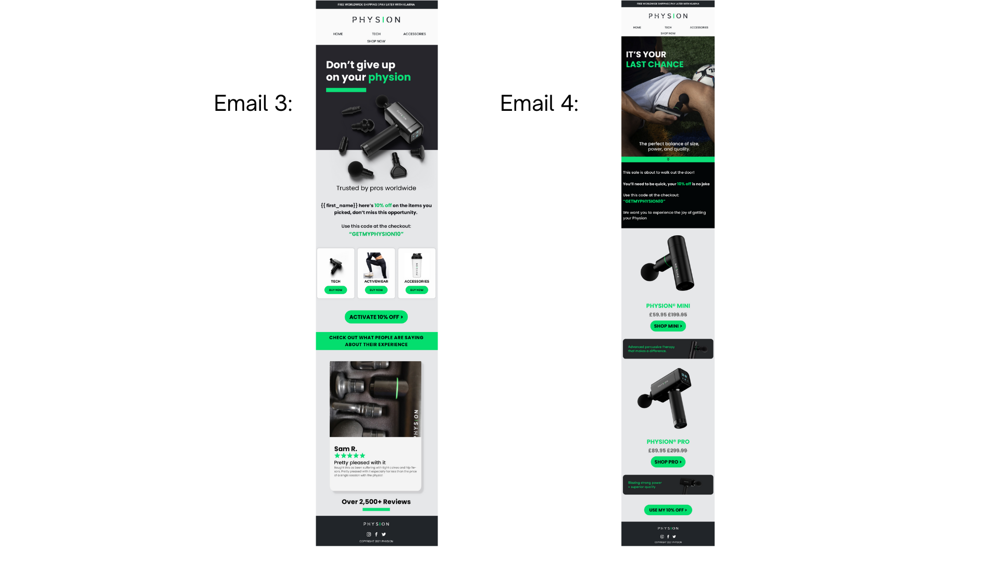 Email 3:
FREE WORLDWIDE SHIPPING | PAY LATER WITH KLARNA
PHYSION
HOME TECH ACCESSORIES
SHOP NOW
Don't give up
on your physion
PHYSION
Trusted by pros worldwide
{{ first_name}} here's 10% off on the items you
picked, don't miss this opportunity.
Use this code at the checkout:
"GETMYPHYSION10"
PHYSION
TECH ACTIVEWEAR ACCESSORIES
BUY NOW BUY NOW BUY NOW
ACTIVATE 10% OFF >
CHECK OUT WHAT PEOPLE ARE SAYING
ABOUT THEIR EXPERIENCE
PHYSION
Sam R.
Pretty pleased with it
Bought this as been suffering with tight calves and hip fle-
xors. Pretty pleased with it especially for less than the price
of a single session with the physio!
Over 2,500+ Reviews
PHYSION
COPYRIGHT 2021 PHYSION
Email 4:
FREE WORLDWIDE SHIPPING | PAY LATER WITH KLARNA
PHYSION
HOME TECH ACCESSORIES
SHOP NOW
IT'S YOUR
LAST CHANCE
The perfect balance of size,
power, and quality.
This sale is about to walk out the door!
You'll need to be quick, your 10% off is no joke
Use this code at the checkout:
"GETMYPHYSION10"
We want you to experience the joy of getting
your Physion
PHYSION
PHYSION® MINI
£59.95 £199.95
SHOP MINI >
Advanced percussive therapy
that makes a difference.
PHYSION
PHYSION® PRO
£89.95 £299.99
SHOP PRO >
Blazing strong power
+ superior quality
USE MY 10% OFF >
PHYSION
COPYRIGHT 2021 PHYSION